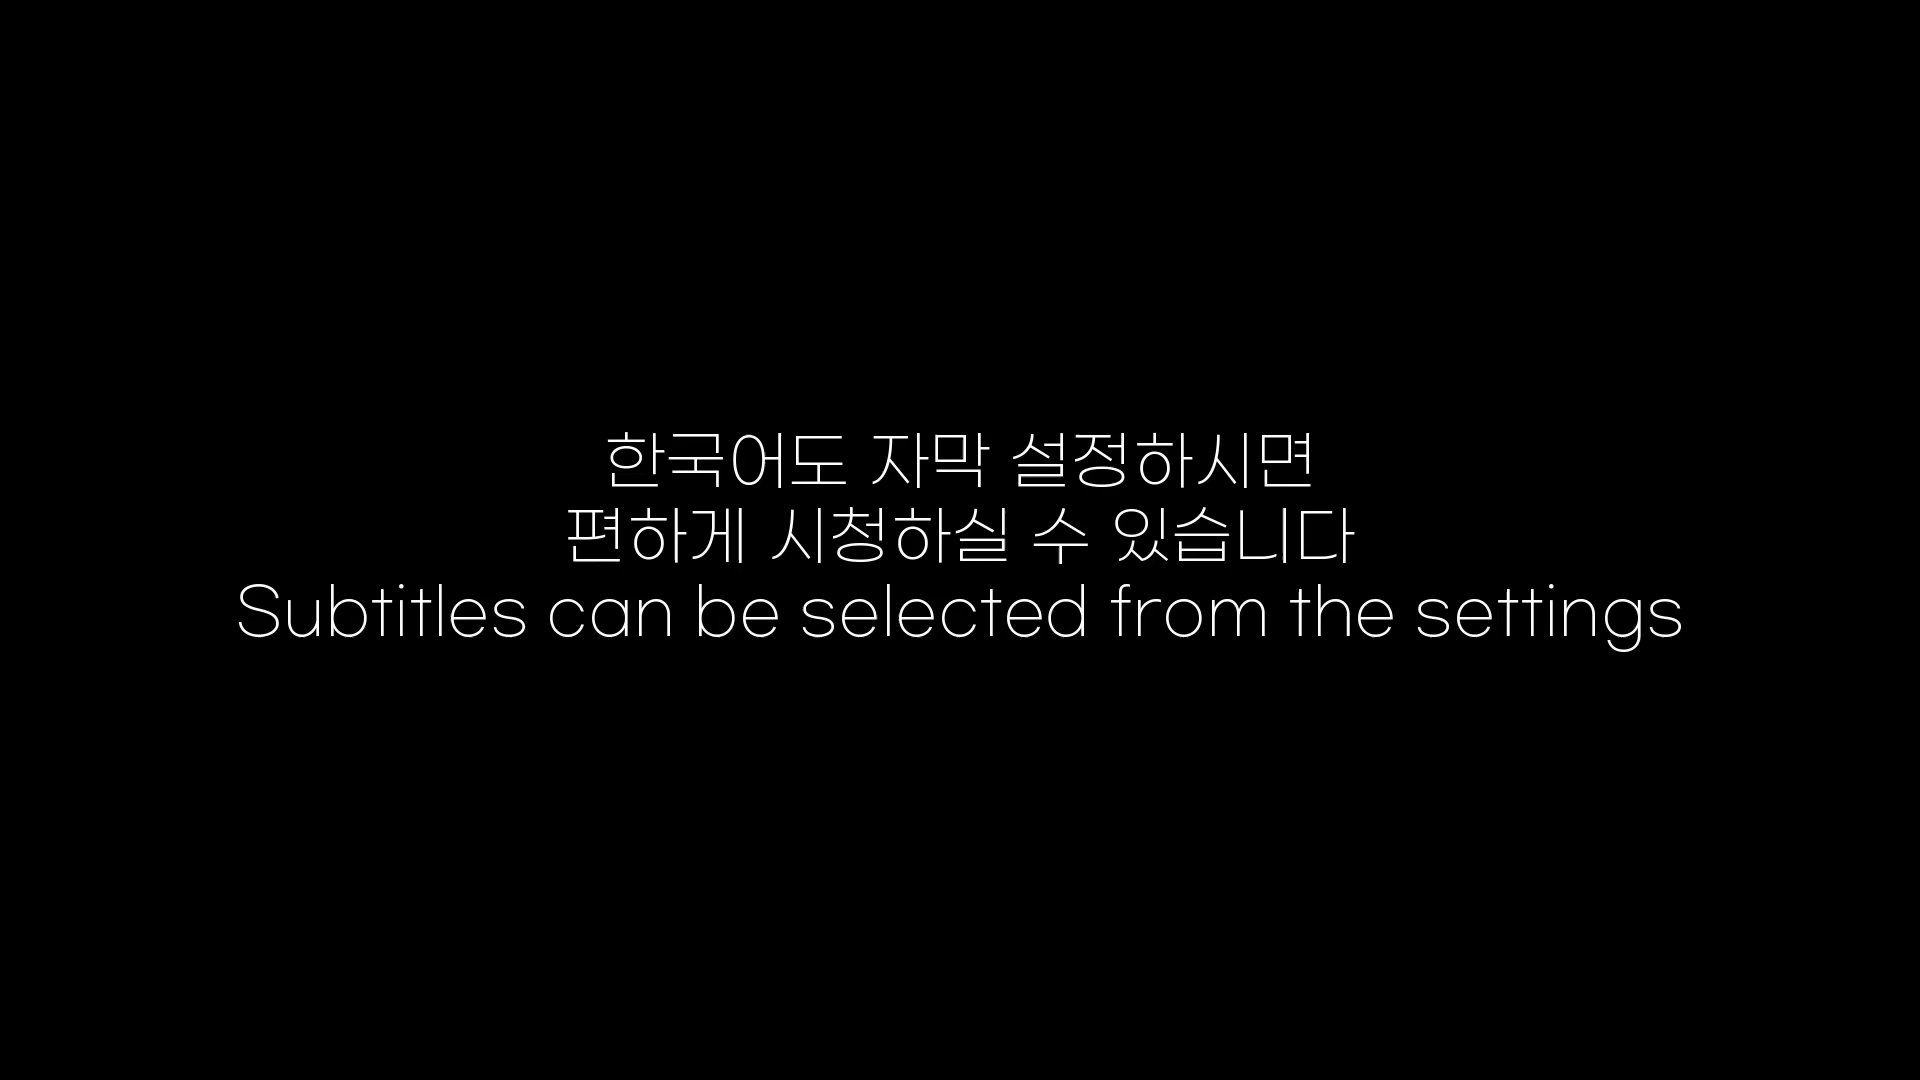 한국어도 자막 설정하시면
편하게 시청하실 수 있습니다
Subtitles can be selected from the settings